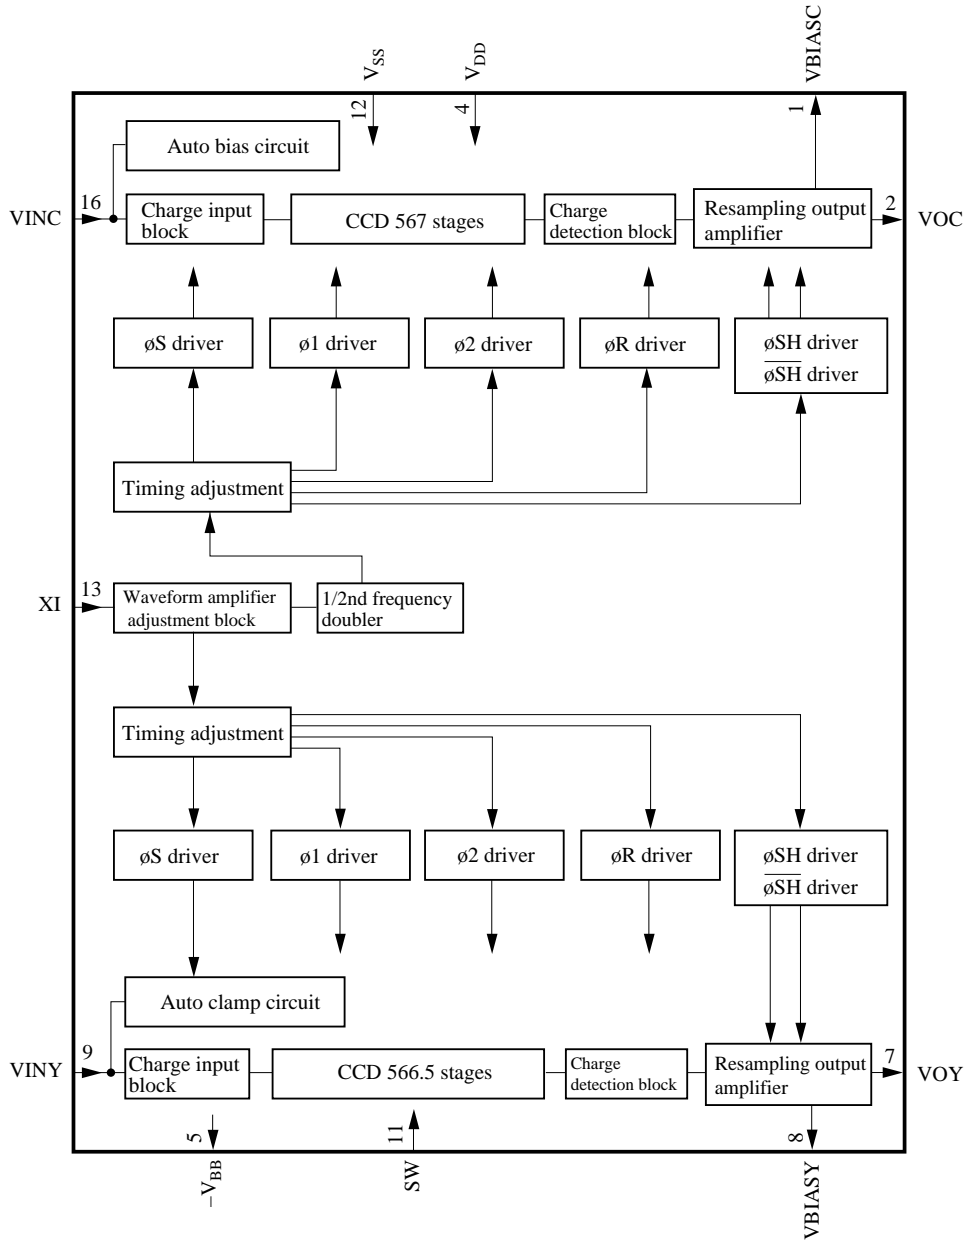 VSS
VDD
VBIASC
12
4
1
Auto bias circuit
VINC
16
Charge input
block
CCD 567 stages
Charge
detection block
Resampling output
amplifier
2
VOC
øS driver
ø1 driver
ø2 driver
øR driver
øSH driver
øSH driver
Timing adjustment
XI
13
Waveform amplifier
adjustment block
1/2nd frequency
doubler
Timing adjustment
øS driver
ø1 driver
ø2 driver
øR driver
øSH driver
øSH driver
Auto clamp circuit
VINY
9
Charge input
block
CCD 566.5 stages
Charge
detection block
Resampling output
amplifier
7
VOY
5
11
8
–VBB
SW
VBIASY